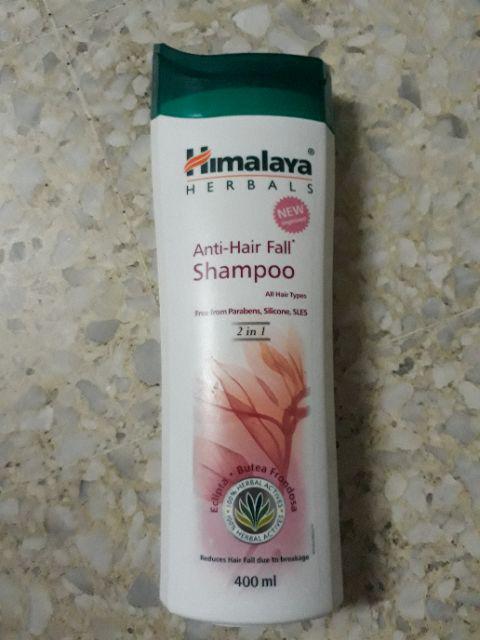 Himalaya®
HERBALS
NEW
Improved
Anti-Hair Fall*
Shampoo
All Hair Types
Free from Parabens, Silicone, SLES
2 in 1
Eclipta • Butea Frondosa
100% HERBAL ACTIVES • 100% HERBAL ACTIVES •
Reduces Hair Fall due to breakage
400 ml